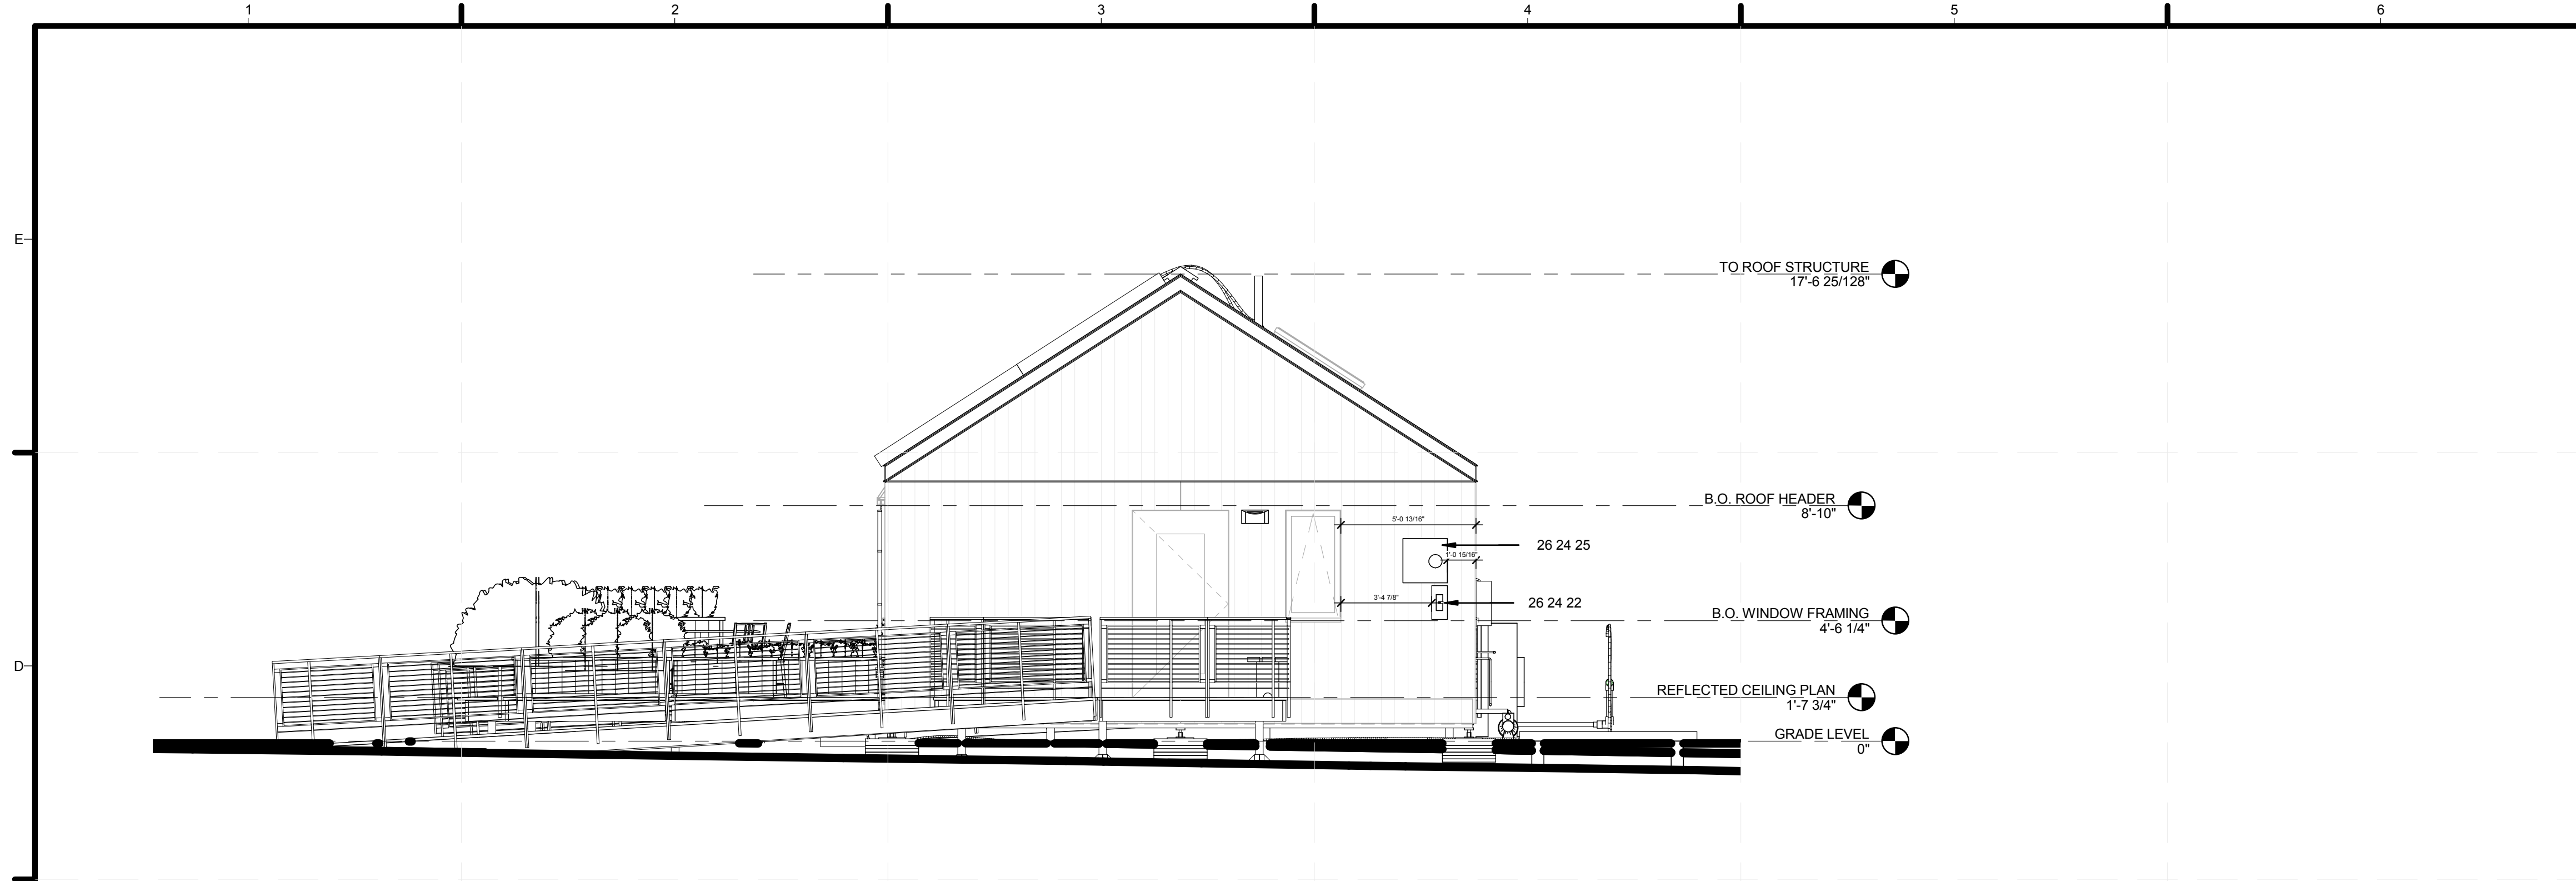 1 2 3 4 5 6
E
TO ROOF STRUCTURE
17'-6 25/128"
B.O. ROOF HEADER
8'-10"
5'-0 13/16"
26 24 25
1'-0 15/16"
3'-4 7/8"
26 24 22
B.O. WINDOW FRAMING
4'-6 1/4"
D
REFLECTED CEILING PLAN
1'-7 3/4"
GRADE LEVEL
0"